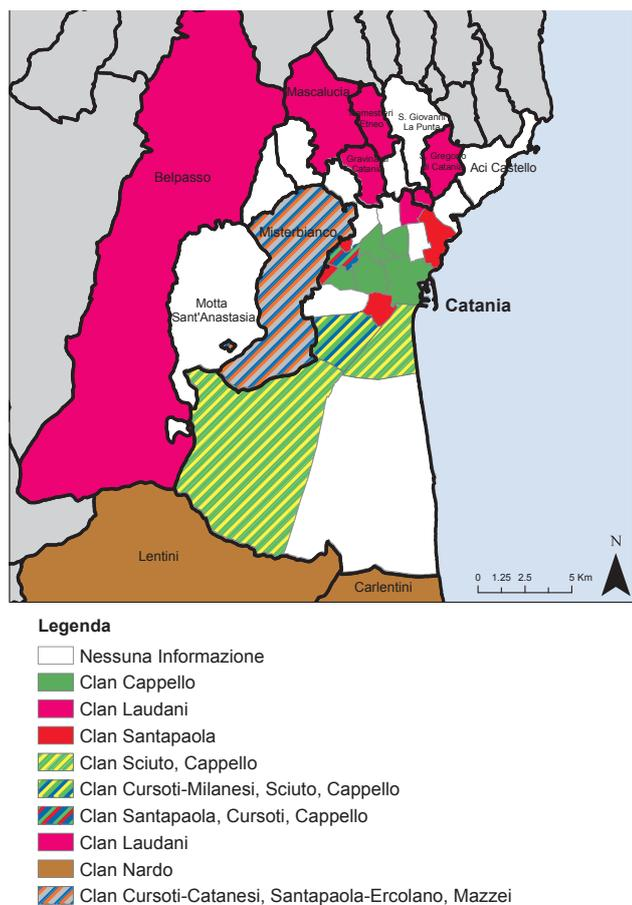 Mascalucia
Tremestieri
Etneo
S. Giovanni
La Punta
Gravina di
Catania
S. Gregorio
di Catania
Aci Castello
Belpasso
Misterbianco
Motta
Sant'Anastasia
Catania
Lentini
Carlentini
N
0 1.25 2.5 5 Km
Legenda
Nessuna Informazione
Clan Cappello
Clan Laudani
Clan Santapaola
Clan Sciuto, Cappello
Clan Cursoti-Milanesi, Sciuto, Cappello
Clan Santapaola, Cursoti, Cappello
Clan Laudani
Clan Nardo
Clan Cursoti-Catanesi, Santapaola-Ercolano, Mazzei